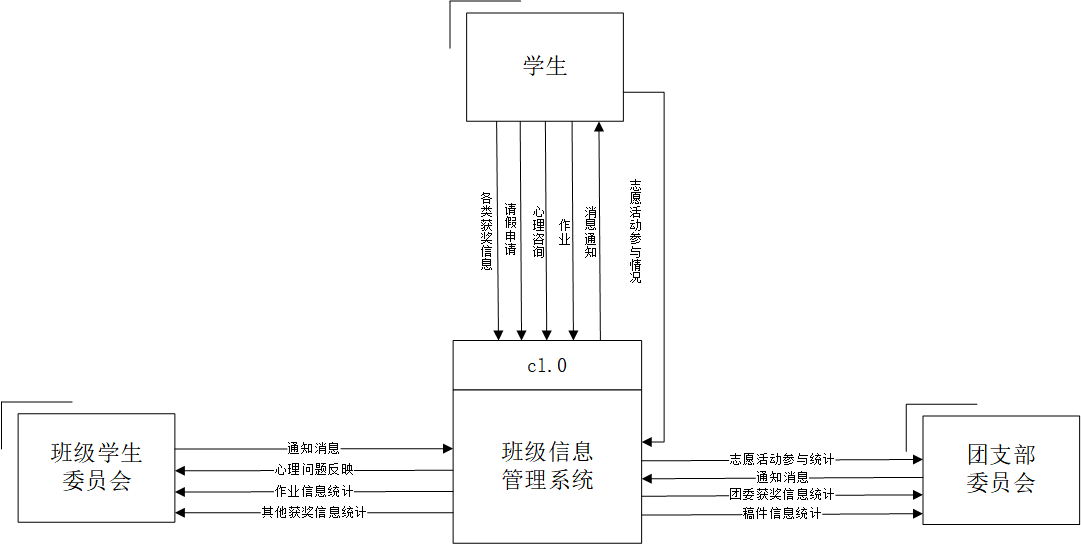 学生
各类获奖信息
请假申请
心理咨询
作业
消息通知
志愿活动参与情况
c1.0
班级信息
管理系统
班级学生
委员会
通知消息
心理问题反映
作业信息统计
其他获奖信息统计
志愿活动参与统计
通知消息
团委获奖信息统计
稿件信息统计
团支部
委员会